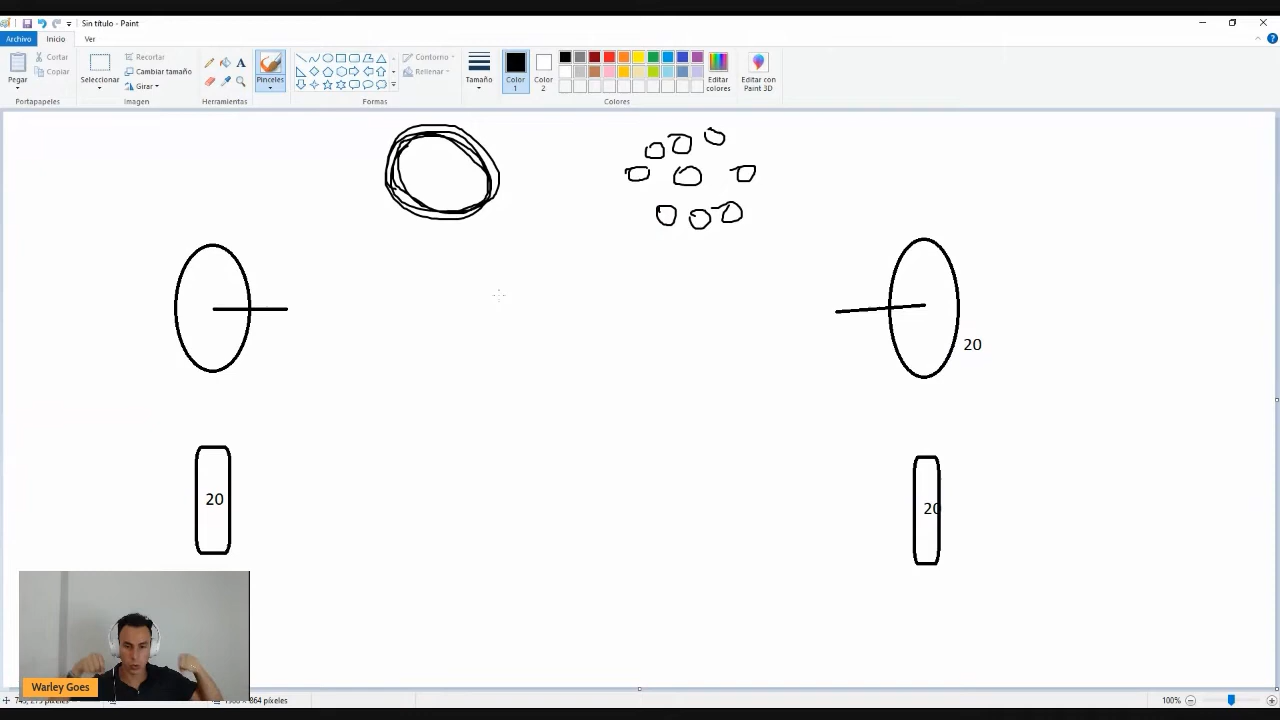 Sin título - Paint
Archivo Inicio Ver
Pegar
Cortar
Copiar
Portapapeles
Seleccionar
Recortar
Cambiar tamaño
Girar
Imagen
A
Herramientas
Pinceles
Contorno
Rellenar
Formas
Tamaño
Color
1
Color
2
Editar
colores
Colores
Editar con
Paint 3D
20
20
20
Warley Goes
100%